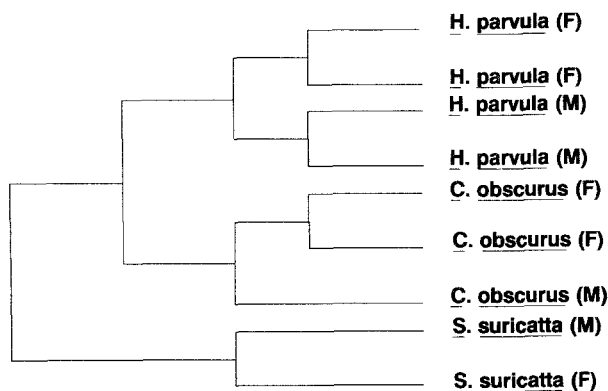 H. parvula (F)
H. parvula (F)
H. parvula (M)
H. parvula (M)
C. obscurus (F)
C. obscurus (F)
C. obscurus (M)
S. suricatta (M)
S. suricatta (F)